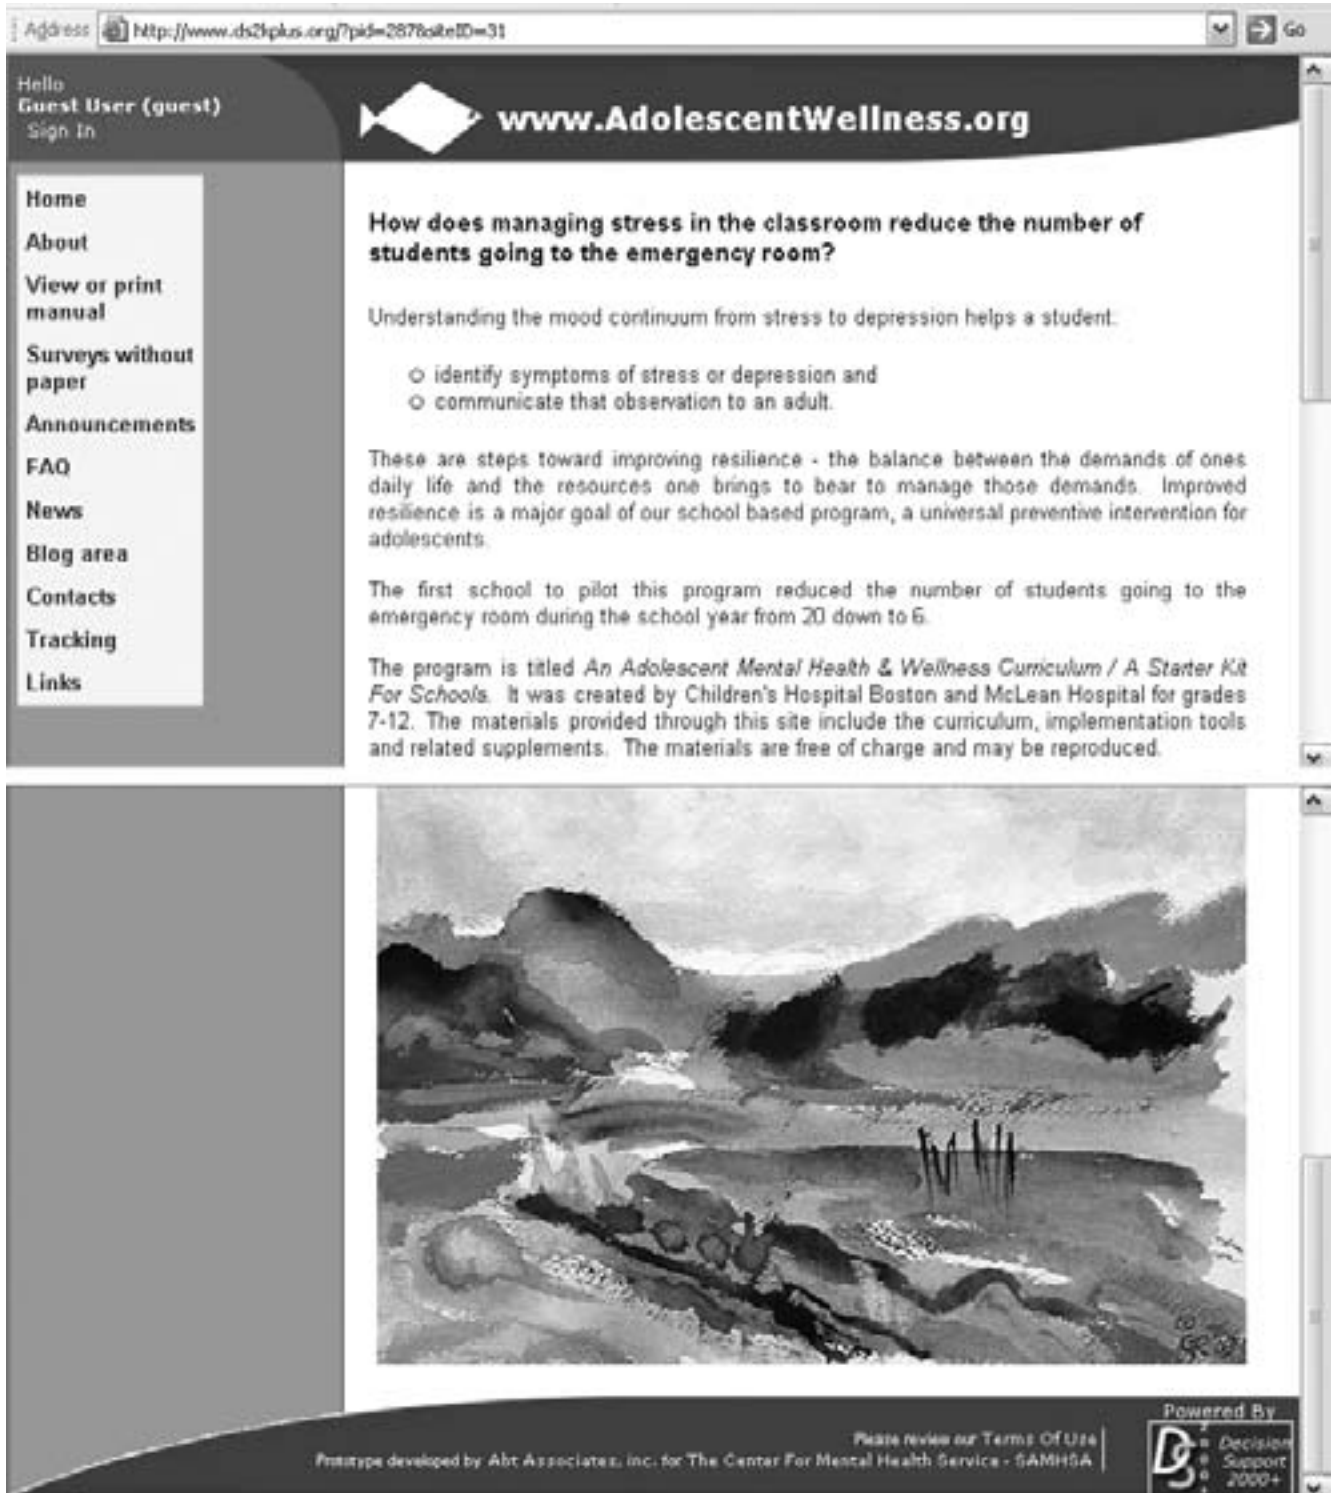 Address http://www.ds2kplus.org/?pid=287&siteID=31 Go
Hello
Guest User (guest)
Sign In
www.AdolescentWellness.org
Home
About
View or print
manual
Surveys without
paper
Announcements
FAQ
News
Blog area
Contacts
Tracking
Links
How does managing stress in the classroom reduce the number of
students going to the emergency room?
Understanding the mood continuum from stress to depression helps a student:
identify symptoms of stress or depression and
communicate that observation to an adult.
These are steps toward improving resilience - the balance between the demands of ones
daily life and the resources one brings to bear to manage those demands. Improved
resilience is a major goal of our school based program, a universal preventive intervention for
adolescents.
The first school to pilot this program reduced the number of students going to the
emergency room during the school year from 20 down to 6.
The program is titled An Adolescent Mental Health & Wellness Curriculum / A Starter Kit
For Schools. It was created by Children's Hospital Boston and McLean Hospital for grades
7-12. The materials provided through this site include the curriculum, implementation tools
and related supplements. The materials are free of charge and may be reproduced.
Please review our Terms Of Use
Prototype developed by Abt Associates, inc. for The Center For Mental Health Service - SAMHSA
Powered By
DS
Decision
Support
2000+